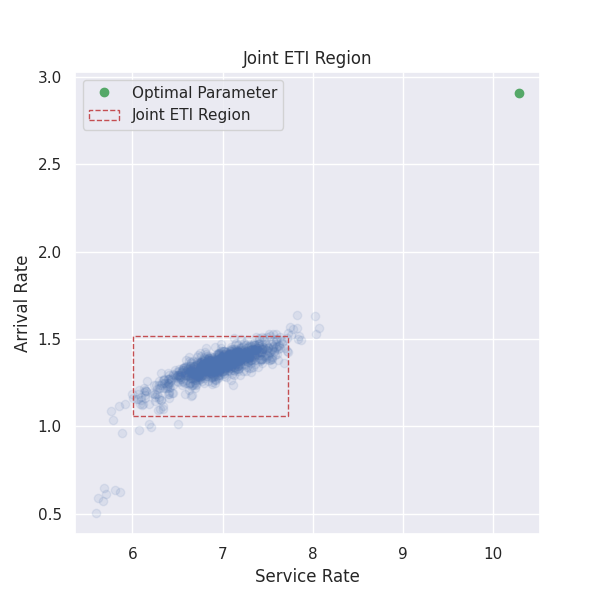 Joint ETI Region
Optimal Parameter
Joint ETI Region
3.0
2.5
2.0
1.5
1.0
0.5
Arrival Rate
6 7 8 9 10
Service Rate